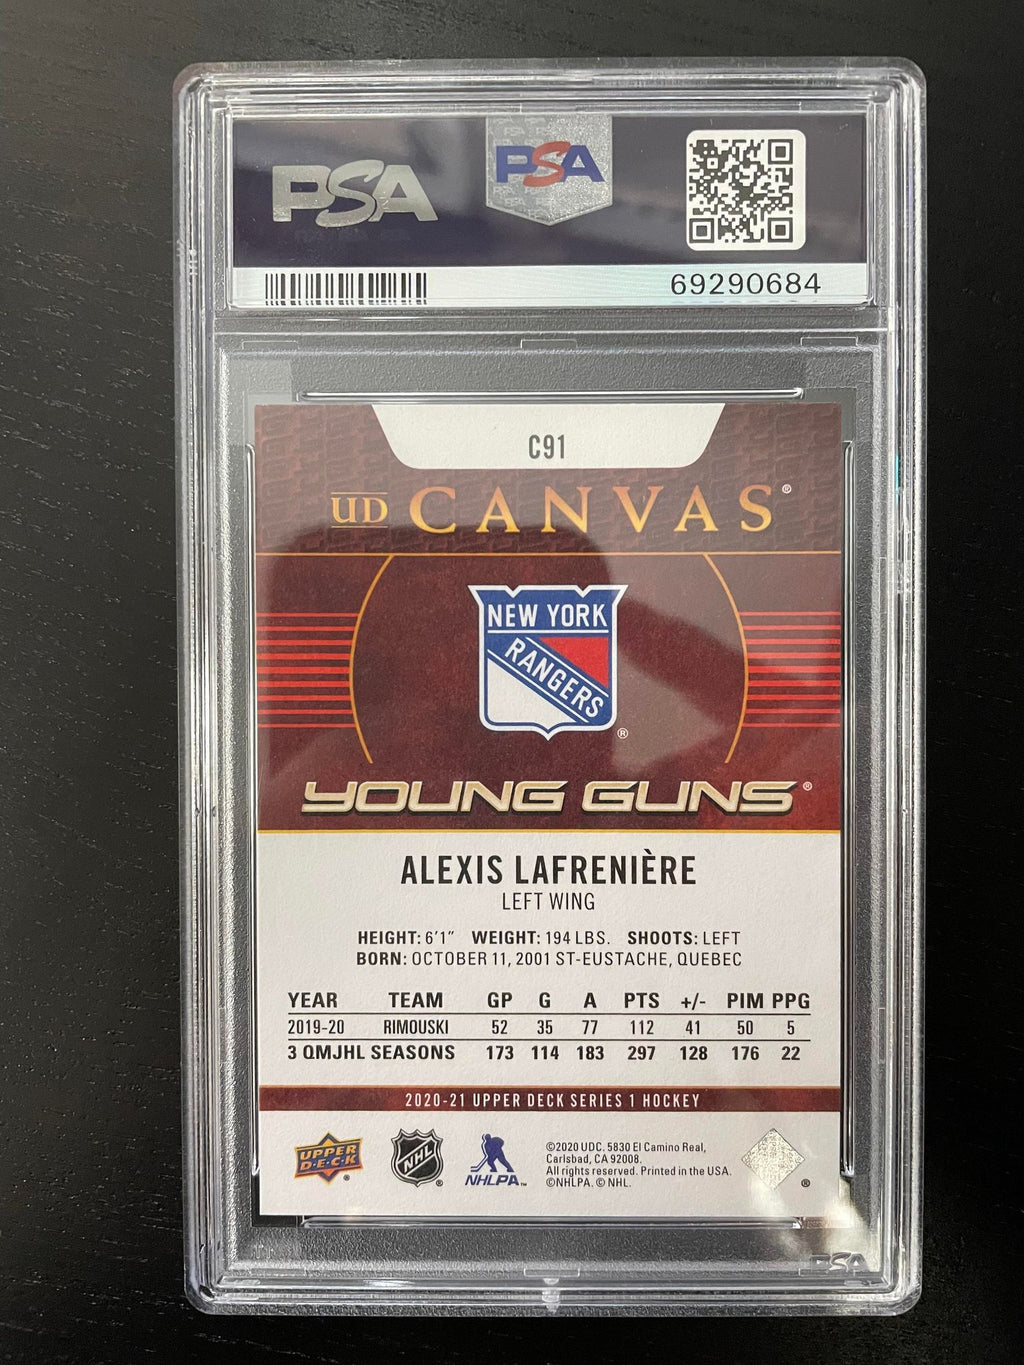 PSA
PSA
69290684
C91
UD CANVAS®
NEW YORK
RANGERS
®
YOUNG GUNS®
ALEXIS LAFRENIÈRE
LEFT WING
HEIGHT: 6'1" WEIGHT: 194 LBS. SHOOTS: LEFT
BORN: OCTOBER 11, 2001 ST-EUSTACHE, QUEBEC
YEAR TEAM GP G A PTS +/- PIM PPG
2019-20 RIMOUSKI 52 35 77 112 41 50 5
3 QMJHL SEASONS 173 114 183 297 128 176 22
2020-21 UPPER DECK SERIES 1 HOCKEY
UPPER
DECK
®
NHL
®
NHLPA™
©2020 UDC. 5830 El Camino Real,
Carlsbad, CA 92008.
All rights reserved. Printed in the USA.
©NHLPA. © NHL.
®
PSA